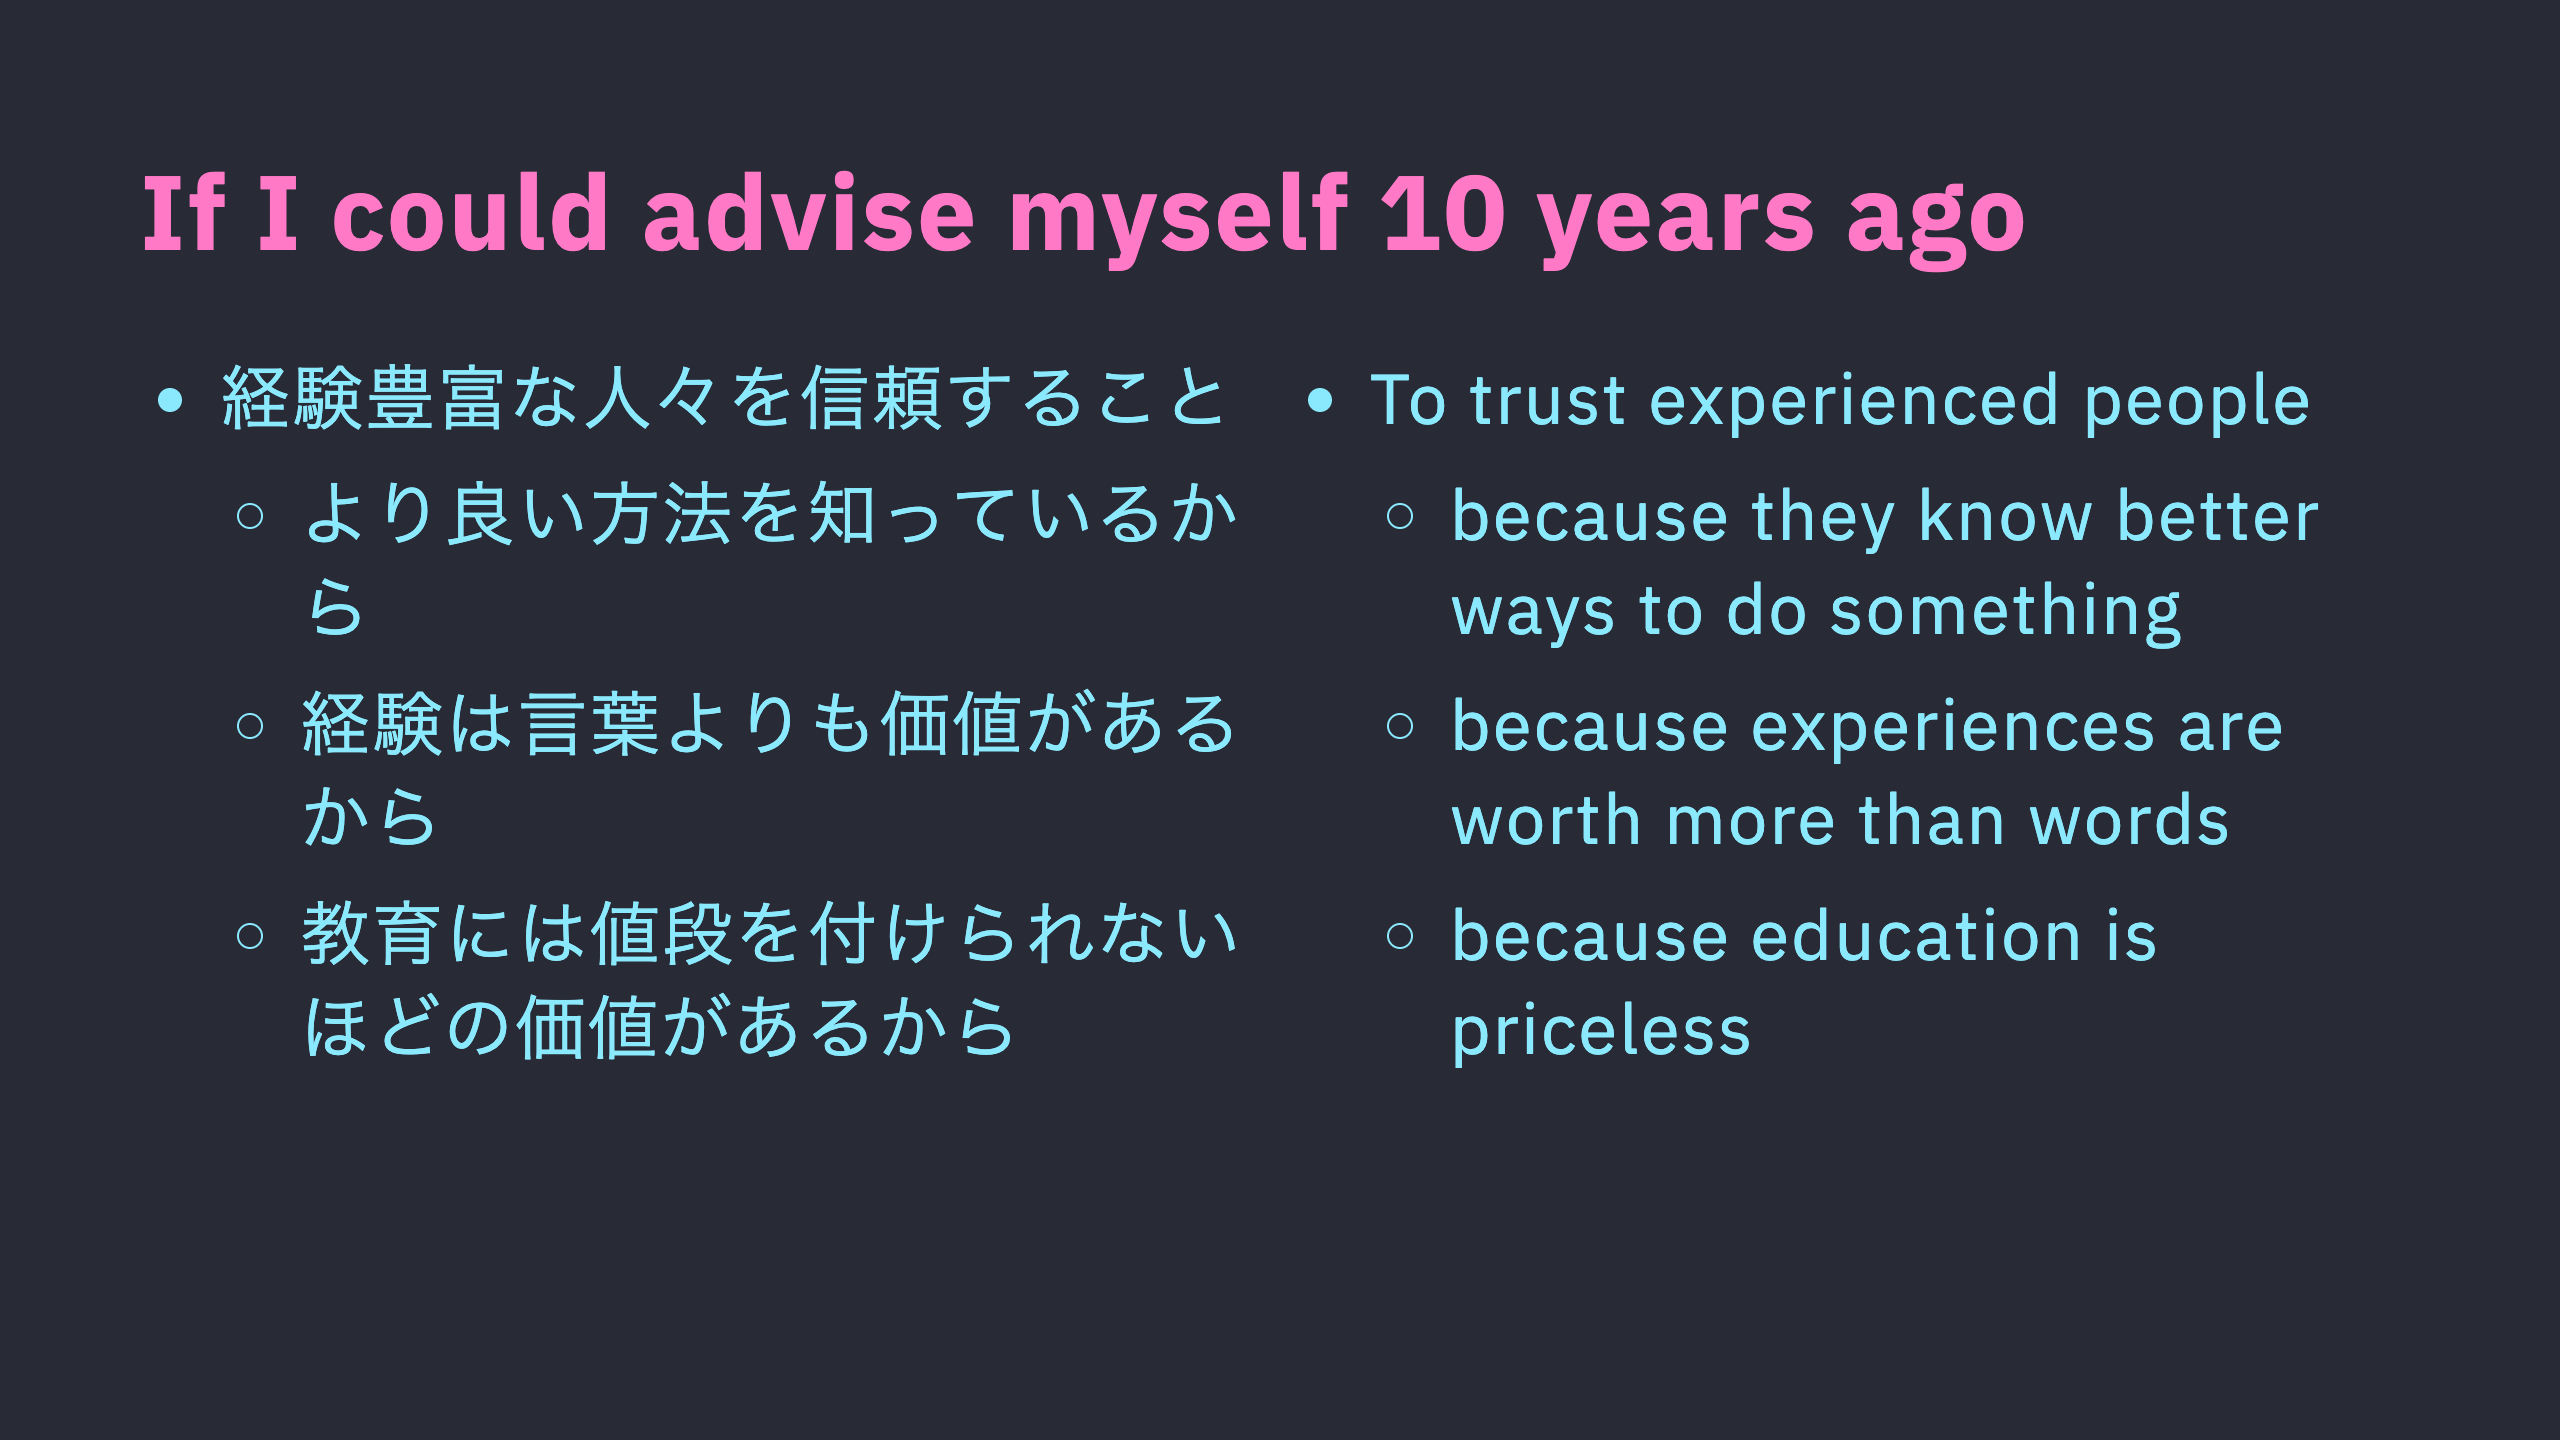 If I could advise myself 10 years ago
経験豊富な人々を信頼すること
より良い方法を知っているか
ら
経験は言葉よりも価値がある
から
教育には値段を付けられない
ほどの価値があるから
To trust experienced people
because they know better
ways to do something
because experiences are
worth more than words
because education is
priceless